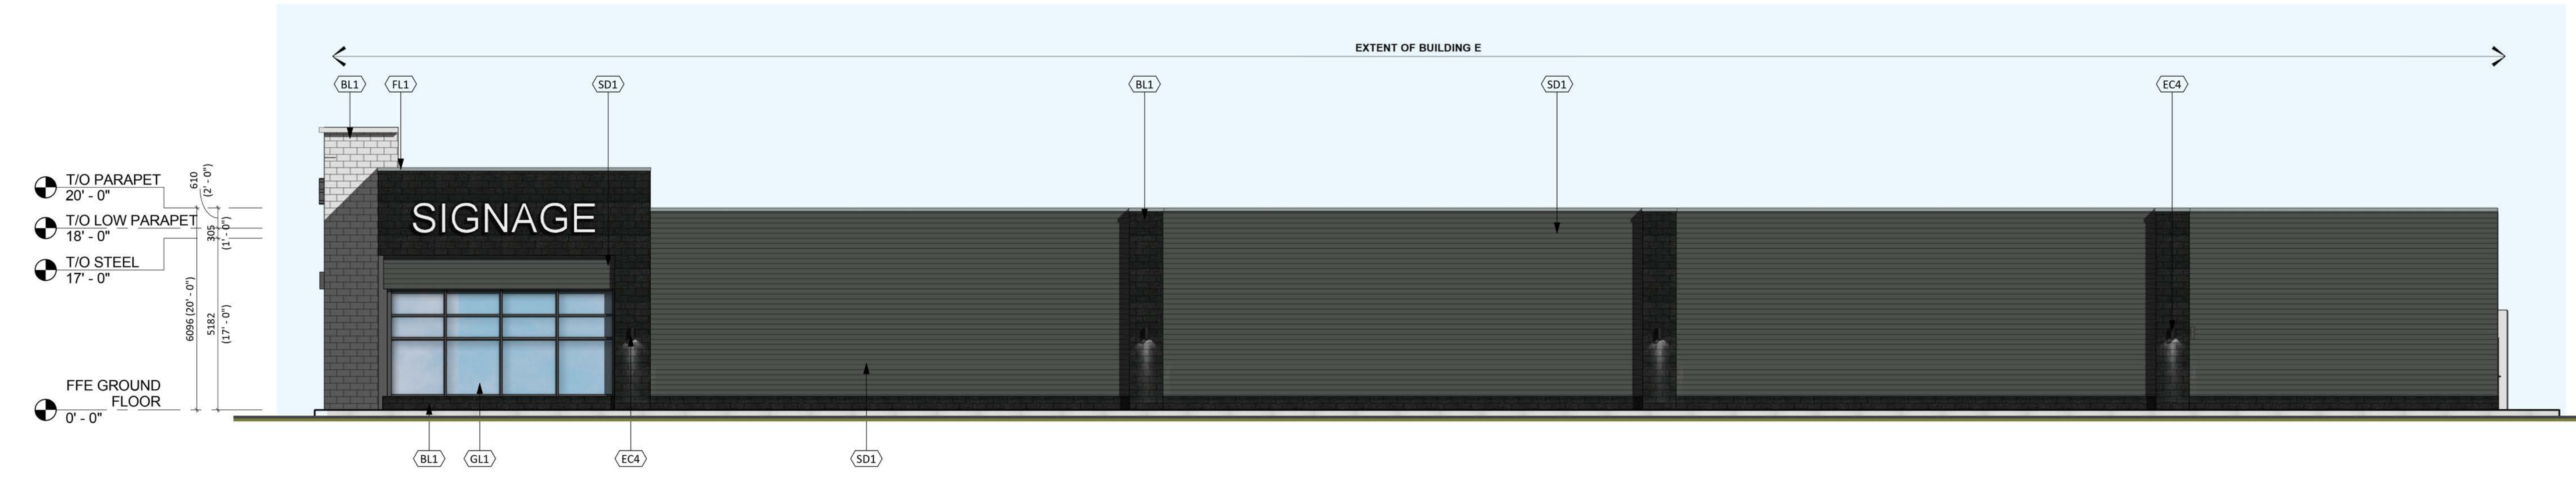 EXTENT OF BUILDING E
BL1
FL1
SD1
BL1
SD1
EC4
T/O PARAPET
20' - 0"
610
(2' - 0")
T/O LOW PARAPET
18' - 0"
305
(1' - 0")
T/O STEEL
17' - 0"
6096 (20' - 0")
5182
(17' - 0")
SIGNAGE
FFE GROUND
FLOOR
0' - 0"
BL1
GL1
EC4
SD1